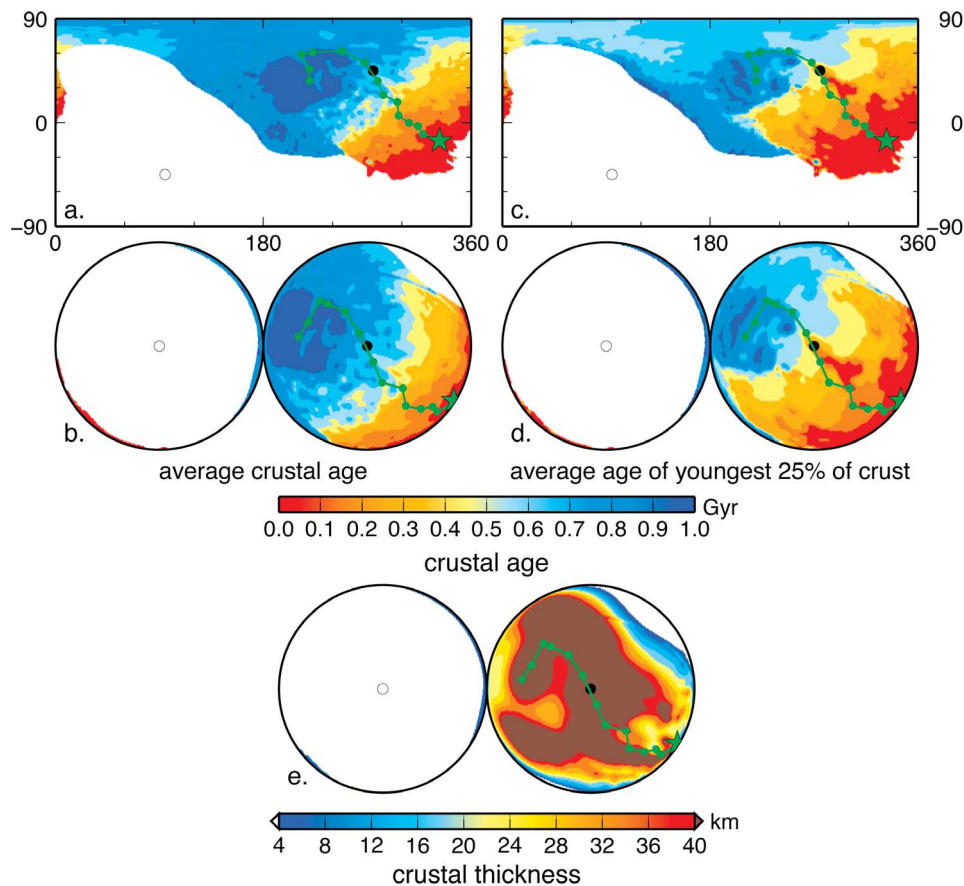 90
90
0
0
a.
c.
−90
−90
0
180
360
180
360
b.
d.
average crustal age
average age of youngest 25% of crust
Gyr
0.0 0.1 0.2 0.3 0.4 0.5 0.6 0.7 0.8 0.9 1.0
crustal age
e.
km
4 8 12 16 20 24 28 32 36 40
crustal thickness